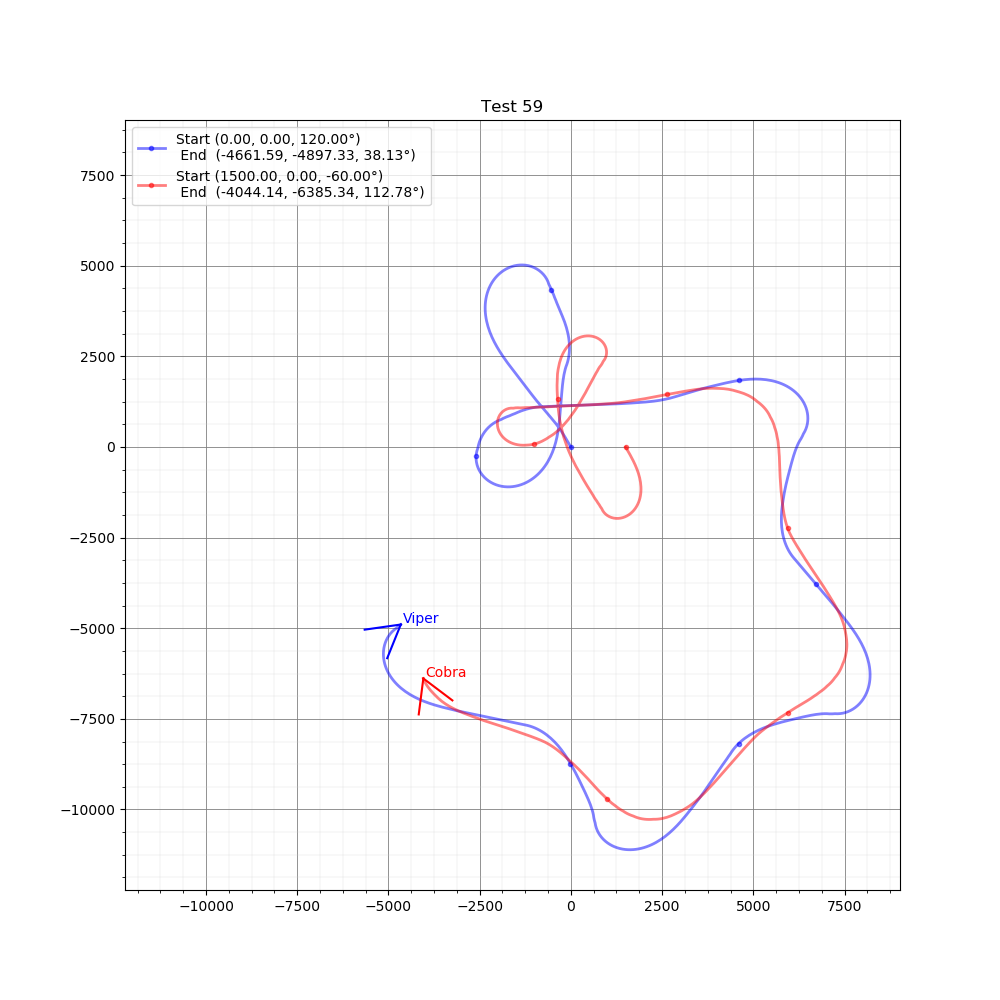 Test 59
Start (0.00, 0.00, 120.00°)
End  (-4661.59, -4897.33, 38.13°)
Start (1500.00, 0.00, -60.00°)
End  (-4044.14, -6385.34, 112.78°)
7500
5000
2500
0
−2500
−5000
−7500
−10000
Viper
Cobra
−10000 −7500 −5000 −2500 0 2500 5000 7500